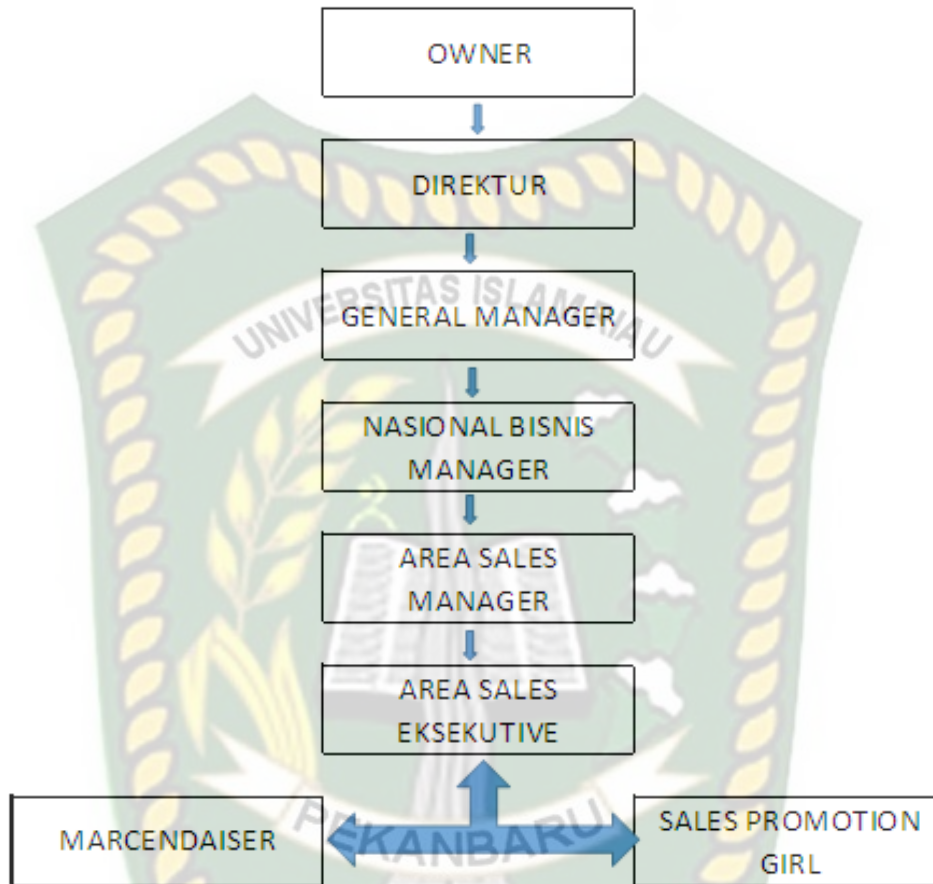 OWNER
DIREKTUR
UNIVERSITAS ISLAM RIAU
GENERAL MANAGER
NASIONAL BISNIS
MANAGER
AREA SALES
MANAGER
AREA SALES
EKSEKUTIVE
MARCENDAISER
PEKANBARU
SALES PROMOTION
GIRL